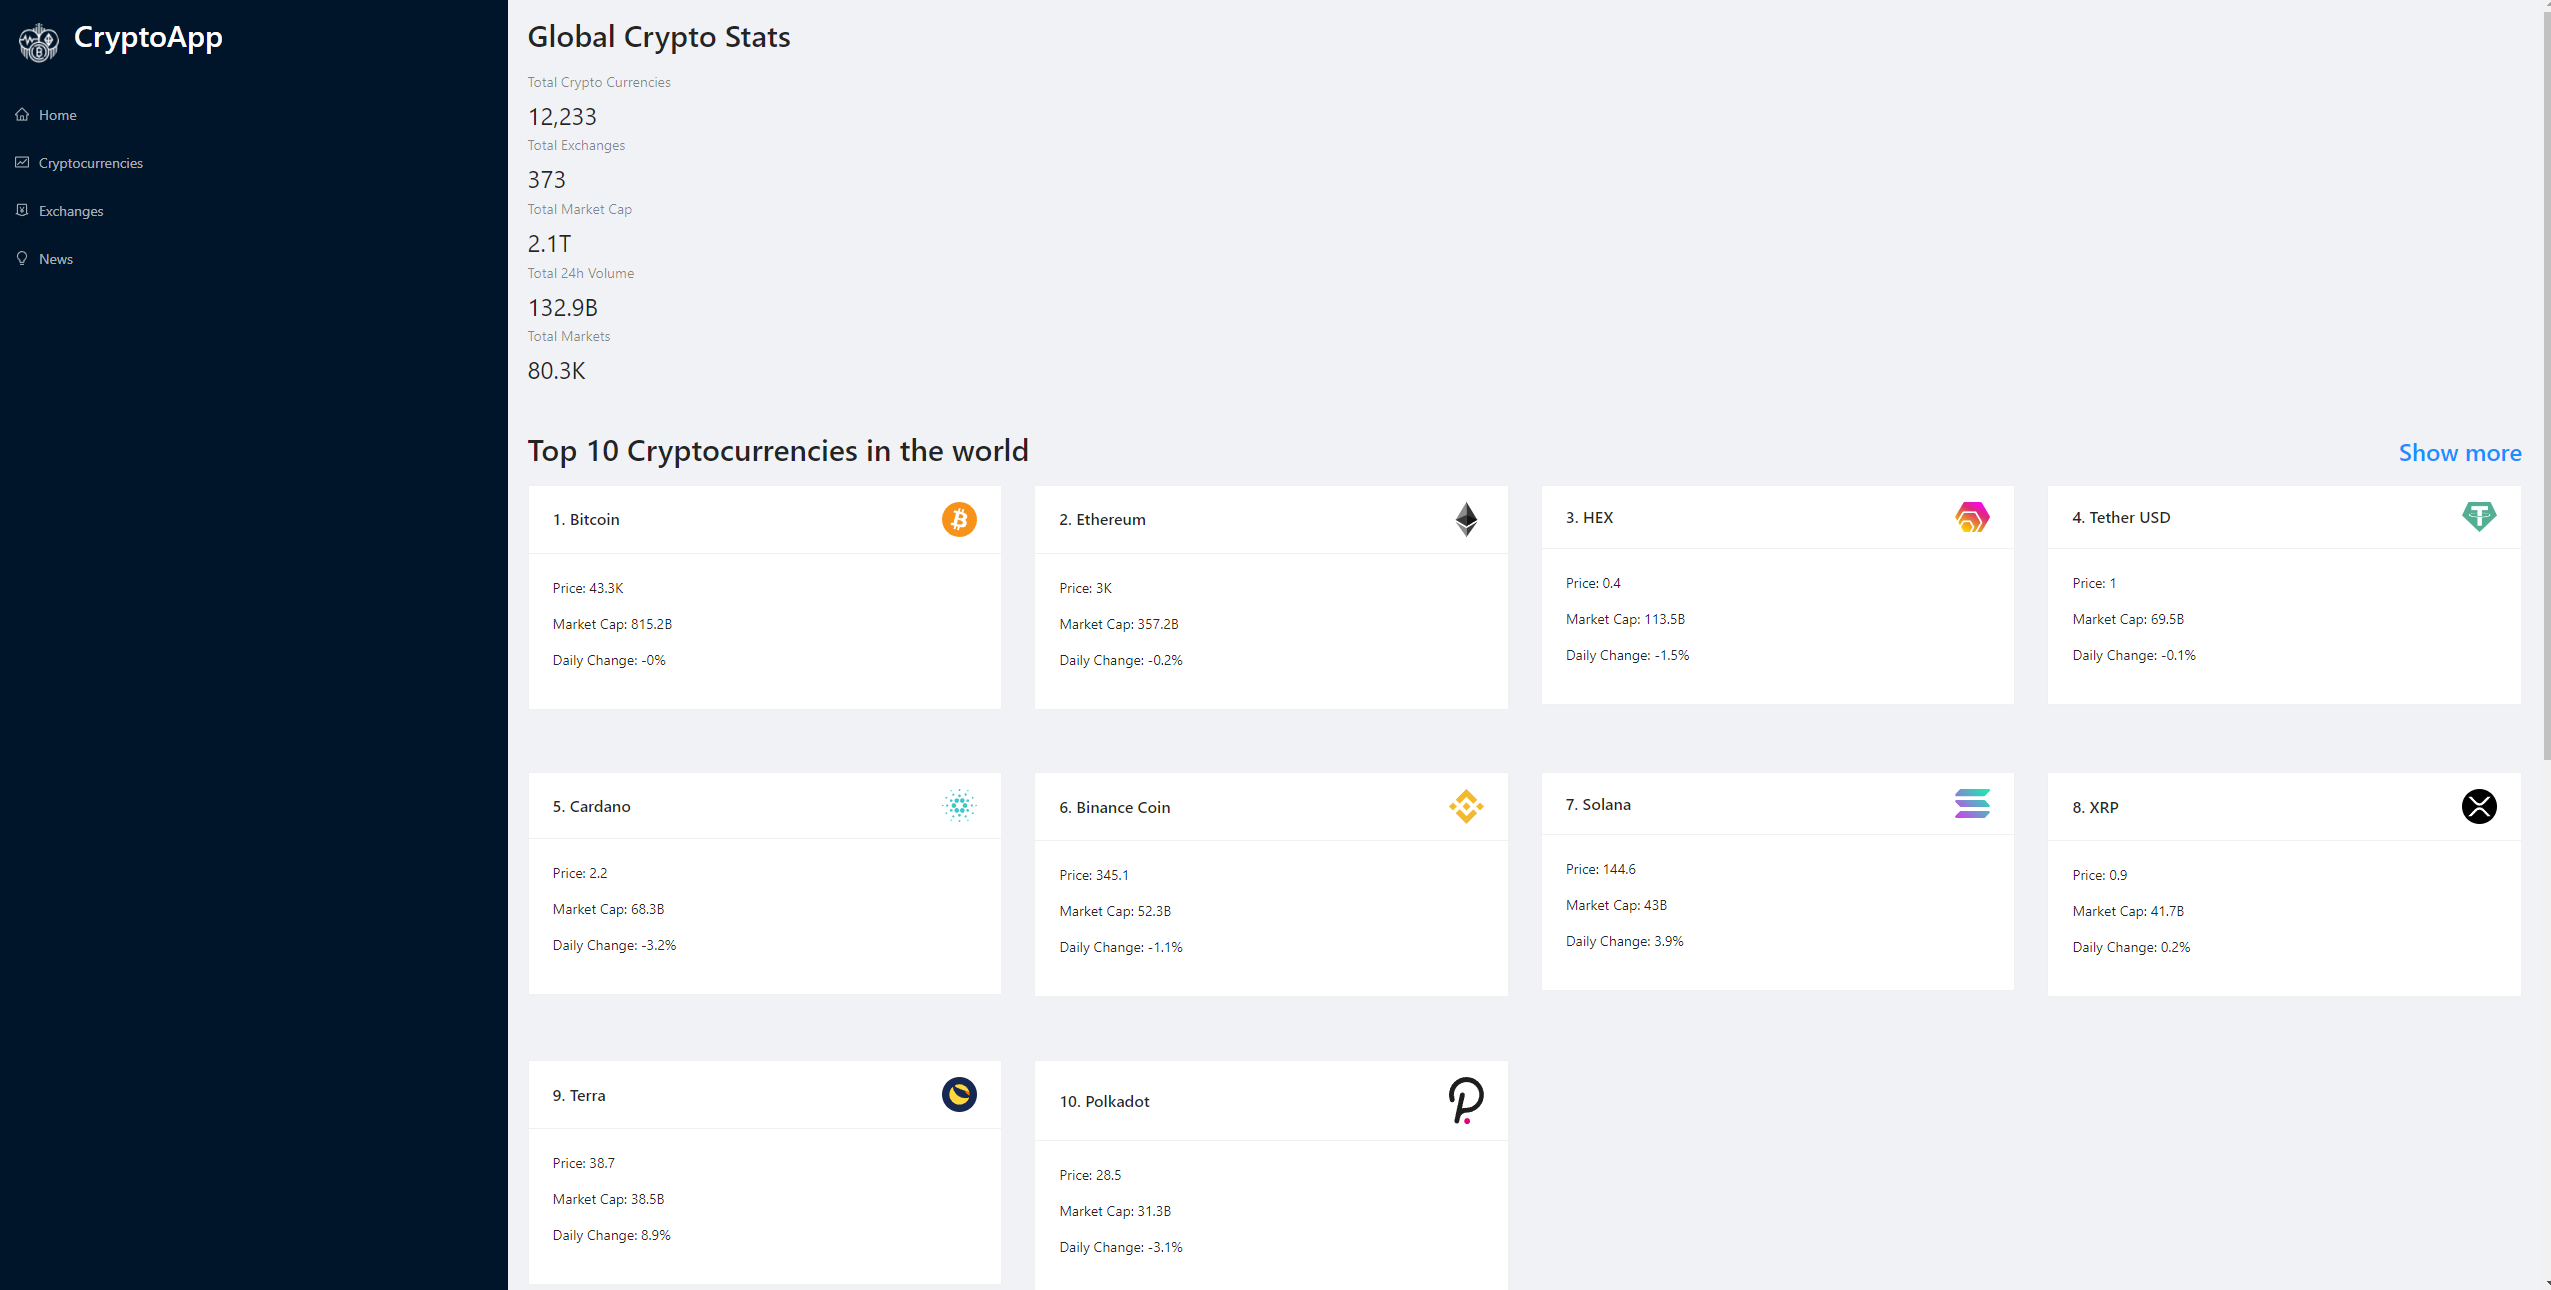 CryptoApp
Home
Cryptocurrencies
Exchanges
News
Global Crypto Stats
Total Crypto Currencies
12,233
Total Exchanges
373
Total Market Cap
2.1T
Total 24h Volume
132.9B
Total Markets
80.3K
Top 10 Cryptocurrencies in the world
Show more
1. Bitcoin
Price: 43.3K
Market Cap: 815.2B
Daily Change: -0%
2. Ethereum
Price: 3K
Market Cap: 357.2B
Daily Change: -0.2%
3. HEX
Price: 0.4
Market Cap: 113.5B
Daily Change: -1.5%
4. Tether USD
Price: 1
Market Cap: 69.5B
Daily Change: -0.1%
5. Cardano
Price: 2.2
Market Cap: 68.3B
Daily Change: -3.2%
6. Binance Coin
Price: 345.1
Market Cap: 52.3B
Daily Change: -1.1%
7. Solana
Price: 144.6
Market Cap: 43B
Daily Change: 3.9%
8. XRP
Price: 0.9
Market Cap: 41.7B
Daily Change: 0.2%
9. Terra
Price: 38.7
Market Cap: 38.5B
Daily Change: 8.9%
10. Polkadot
Price: 28.5
Market Cap: 31.3B
Daily Change: -3.1%